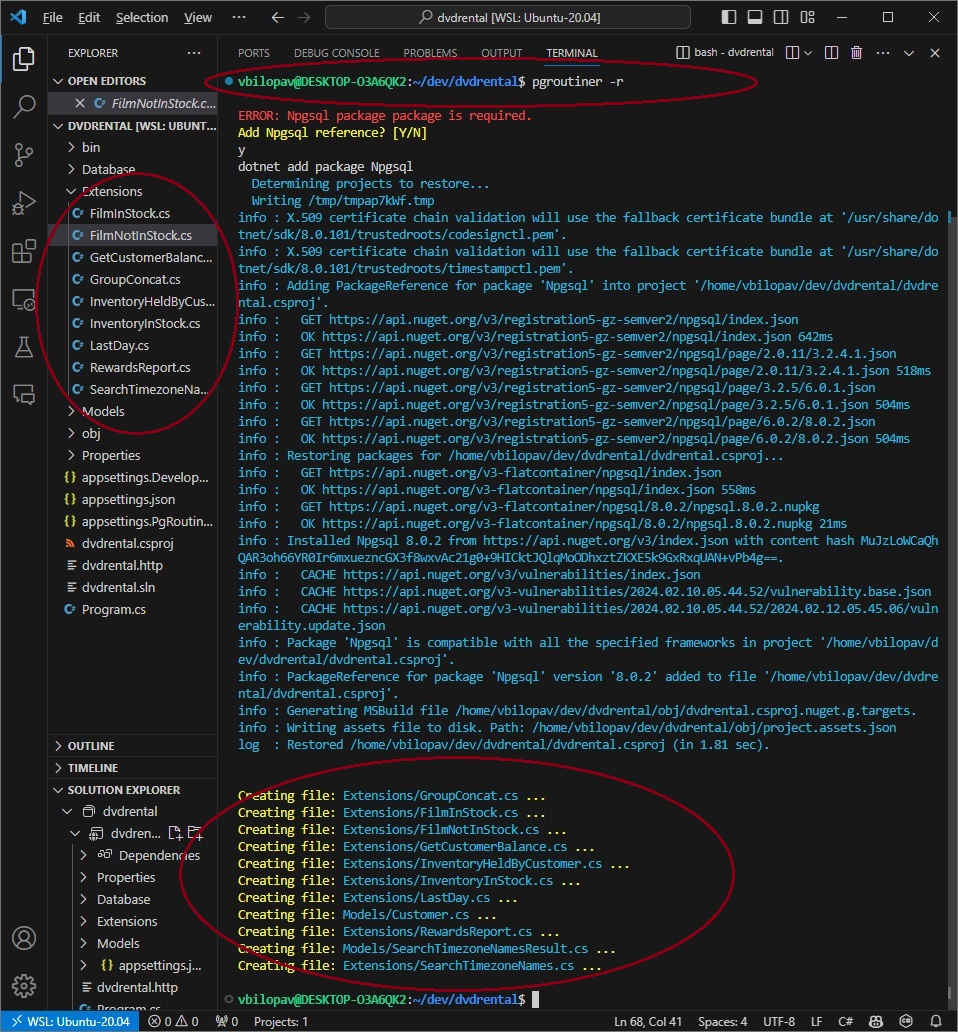 File Edit Selection View ... dvdrental [WSL: Ubuntu-20.04]
EXPLORER ...
OPEN EDITORS
FilmNotInStock.c...
DVDRENTAL [WSL: UBUNT...
bin
Database
Extensions
FilmInStock.cs
FilmNotInStock.cs
GetCustomerBalanc...
GroupConcat.cs
InventoryHeldByCus...
InventoryInStock.cs
LastDay.cs
RewardsReport.cs
SearchTimezoneNa...
Models
obj
Properties
appsettings.Develop...
appsettings.json
appsettings.PgRoutin...
dvdrental.csproj
dvdrental.http
dvdrental.sln
Program.cs
OUTLINE
TIMELINE
SOLUTION EXPLORER
dvdrental
dvdren...
Dependencies
Properties
Database
Extensions
Models
appsettings.j...
dvdrental.http
Program.cs
PORTS DEBUG CONSOLE PROBLEMS OUTPUT TERMINAL bash - dvdrental
vbilopav@DESKTOP-O3A6QK2:~/dev/dvdrental$ pgroutiner -r
ERROR: Npgsql package package is required.
Add Npgsql reference? [Y/N]
y
dotnet add package Npgsql
Determining projects to restore...
Writing /tmp/tmpap7kWf.tmp
info : X.509 certificate chain validation will use the fallback certificate bundle at '/usr/share/do
tnet/sdk/8.0.101/trustedroots/codesignctl.pem'.
info : X.509 certificate chain validation will use the fallback certificate bundle at '/usr/share/do
tnet/sdk/8.0.101/trustedroots/timestampctl.pem'.
info : Adding PackageReference for package 'Npgsql' into project '/home/vbilopav/dev/dvdrental/dvdre
ntal.csproj'.
info :   GET https://api.nuget.org/v3/registration5-gz-semver2/npgsql/index.json
info :   OK https://api.nuget.org/v3/registration5-gz-semver2/npgsql/index.json 642ms
info :   GET https://api.nuget.org/v3/registration5-gz-semver2/npgsql/page/2.0.11/3.2.4.1.json
info :   OK https://api.nuget.org/v3/registration5-gz-semver2/npgsql/page/2.0.11/3.2.4.1.json 518ms
info :   GET https://api.nuget.org/v3/registration5-gz-semver2/npgsql/page/3.2.5/6.0.1.json
info :   OK https://api.nuget.org/v3/registration5-gz-semver2/npgsql/page/3.2.5/6.0.1.json 504ms
info :   GET https://api.nuget.org/v3/registration5-gz-semver2/npgsql/page/6.0.2/8.0.2.json
info :   OK https://api.nuget.org/v3/registration5-gz-semver2/npgsql/page/6.0.2/8.0.2.json 504ms
info : Restoring packages for /home/vbilopav/dev/dvdrental/dvdrental.csproj...
info :   GET https://api.nuget.org/v3-flatcontainer/npgsql/index.json
info :   OK https://api.nuget.org/v3-flatcontainer/npgsql/index.json 558ms
info :   GET https://api.nuget.org/v3-flatcontainer/npgsql/8.0.2/npgsql.8.0.2.nupkg
info :   OK https://api.nuget.org/v3-flatcontainer/npgsql/8.0.2/npgsql.8.0.2.nupkg 21ms
info : Installed Npgsql 8.0.2 from https://api.nuget.org/v3/index.json with content hash MuJzLoWCaQh
QAR3oh66YR0Ir6mxuezncGX3f8wxvAc21g0+9HICktJQlqMoODhxztZKXE5k9GxRxqUAN+vPb4g==.
info :   CACHE https://api.nuget.org/v3/vulnerabilities/index.json
info :   CACHE https://api.nuget.org/v3-vulnerabilities/2024.02.10.05.44.52/vulnerability.base.json
info :   CACHE https://api.nuget.org/v3-vulnerabilities/2024.02.10.05.44.52/2024.02.12.05.45.06/vuln
erability.update.json
info : Package 'Npgsql' is compatible with all the specified frameworks in project '/home/vbilopav/d
ev/dvdrental/dvdrental.csproj'.
info : PackageReference for package 'Npgsql' version '8.0.2' added to file '/home/vbilopav/dev/dvdre
ntal/dvdrental.csproj'.
info : Generating MSBuild file /home/vbilopav/dev/dvdrental/obj/dvdrental.csproj.nuget.g.targets.
info : Writing assets file to disk. Path: /home/vbilopav/dev/dvdrental/obj/project.assets.json
log  : Restored /home/vbilopav/dev/dvdrental/dvdrental.csproj (in 1.81 sec).
Creating file: Extensions/GroupConcat.cs ...
Creating file: Extensions/FilmInStock.cs ...
Creating file: Extensions/FilmNotInStock.cs ...
Creating file: Extensions/GetCustomerBalance.cs ...
Creating file: Extensions/InventoryHeldByCustomer.cs ...
Creating file: Extensions/InventoryInStock.cs ...
Creating file: Extensions/LastDay.cs ...
Creating file: Models/Customer.cs ...
Creating file: Extensions/RewardsReport.cs ...
Creating file: Models/SearchTimezoneNamesResult.cs ...
Creating file: Extensions/SearchTimezoneNames.cs ...
vbilopav@DESKTOP-O3A6QK2:~/dev/dvdrental$
WSL: Ubuntu-20.04 0 0 0 Projects: 1 Ln 68, Col 41 Spaces: 4 UTF-8 LF C#